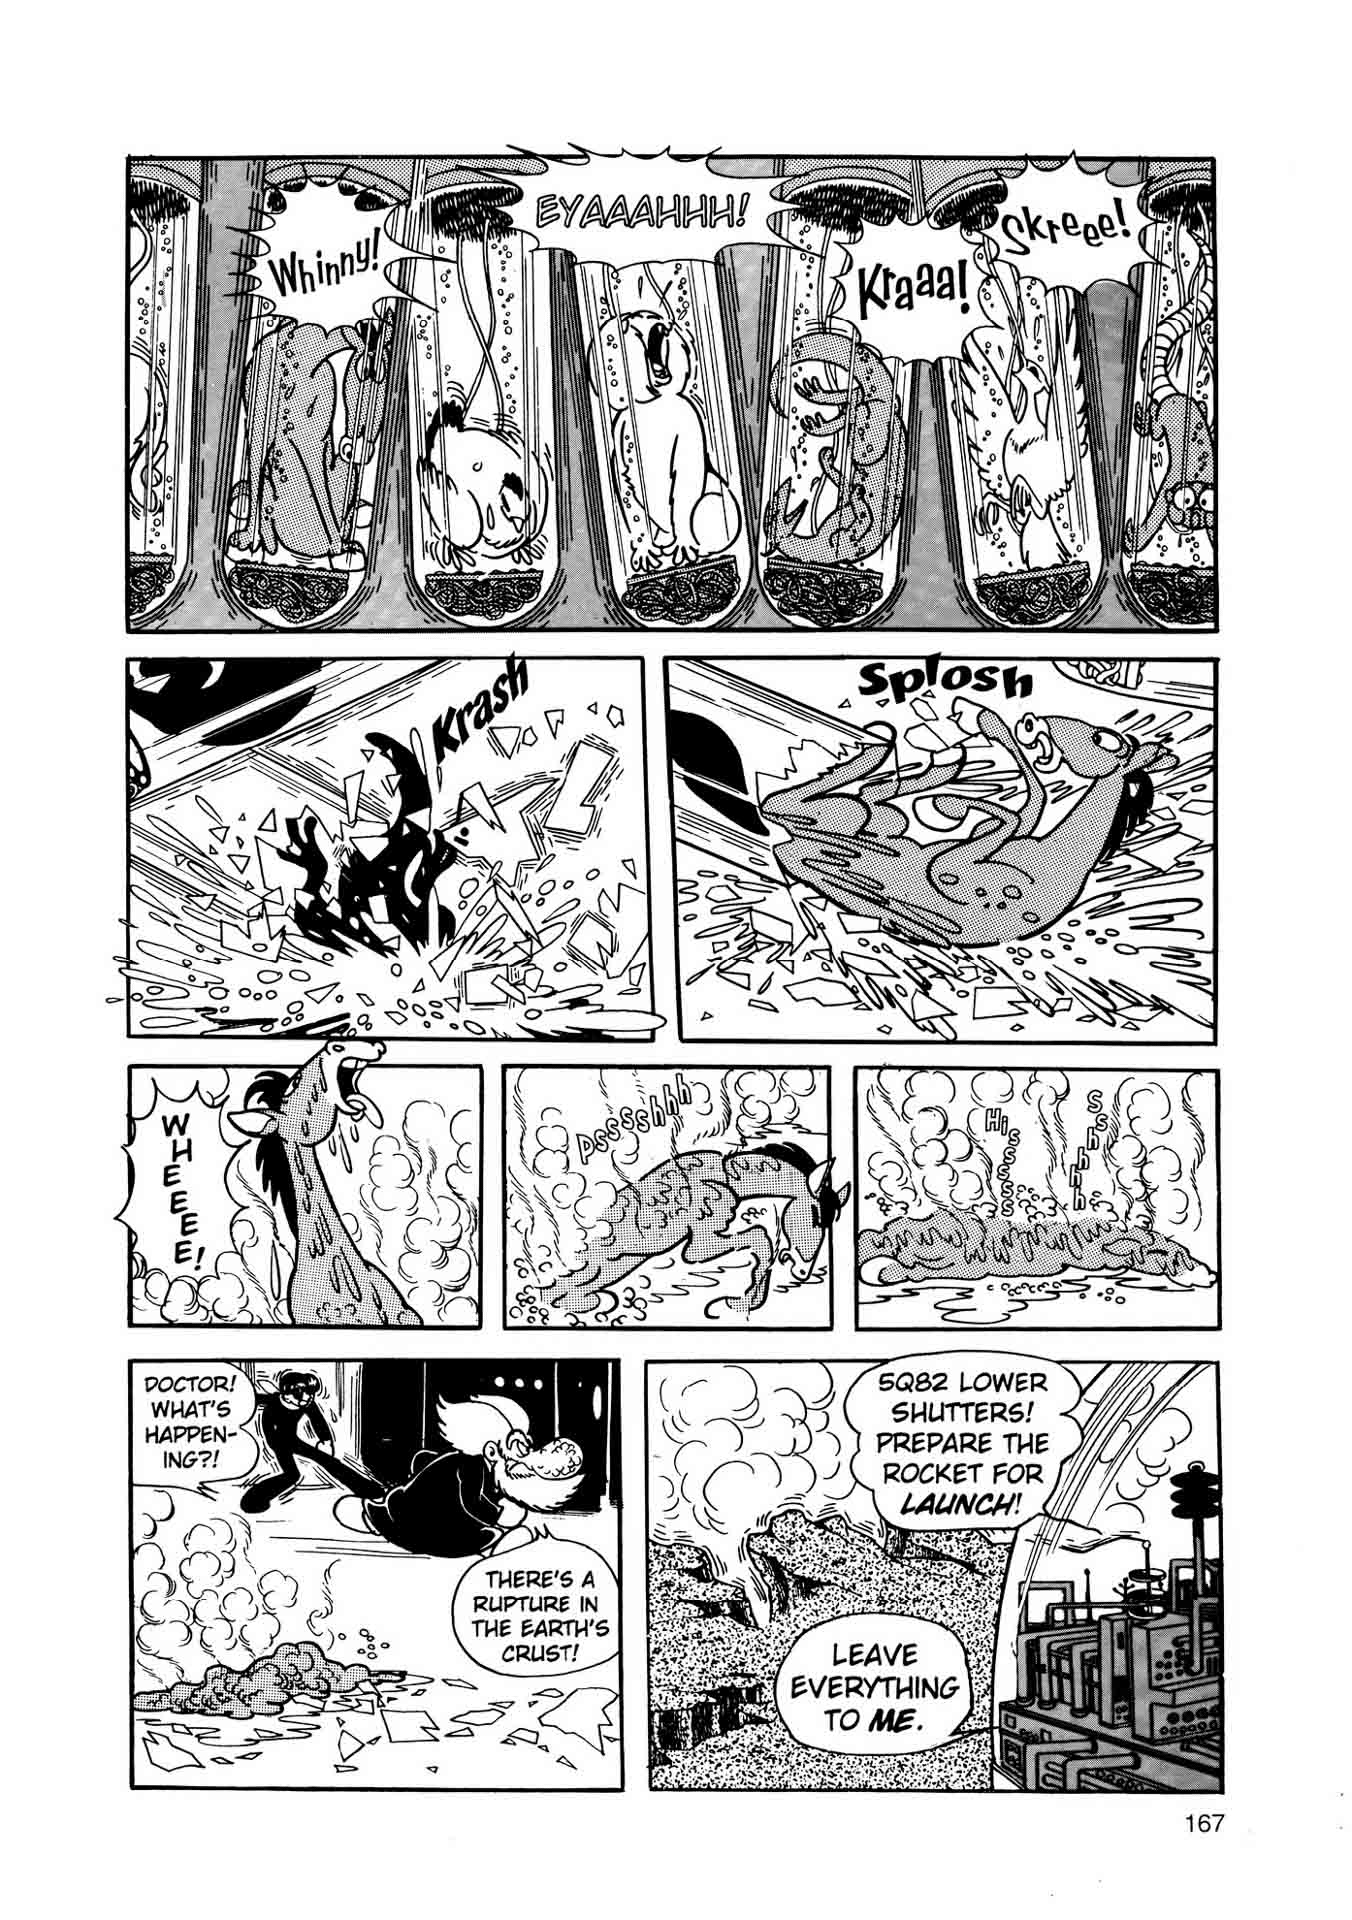 Whinny!
EYAAAHHH!
Kraaa!
Skreee!
Krash
Splosh
WHEEEE!
Psssshhh
Hissssss
Sshhhh
DOCTOR!
WHAT'S
HAPPEN-
ING?!
THERE'S A
RUPTURE IN
THE EARTH'S
CRUST!
5Q82 LOWER
SHUTTERS!
PREPARE THE
ROCKET FOR
LAUNCH!
LEAVE
EVERYTHING
TO ME.
167